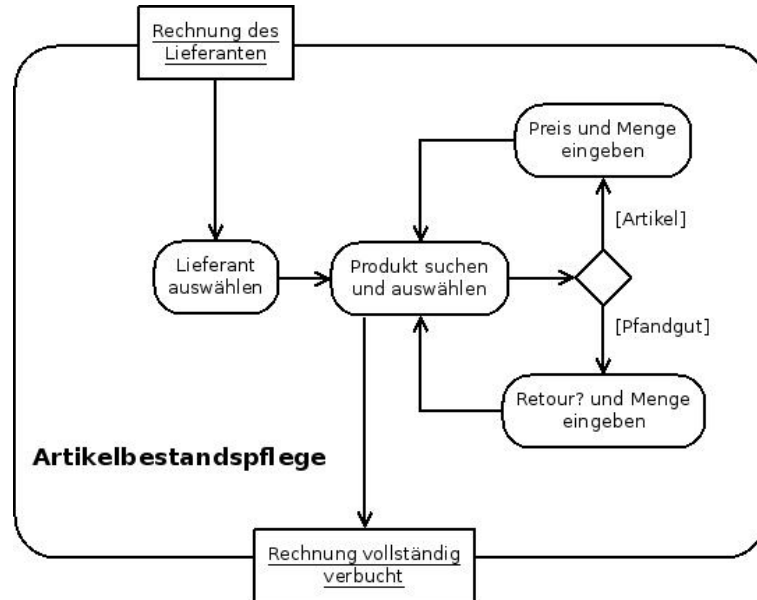 Rechnung des
Lieferanten
Preis und Menge
eingeben
[Artikel]
Lieferant
auswählen
Produkt suchen
und auswählen
[Pfandgut]
Retour? und Menge
eingeben
Artikelbestandspflege
Rechnung vollständig
verbucht